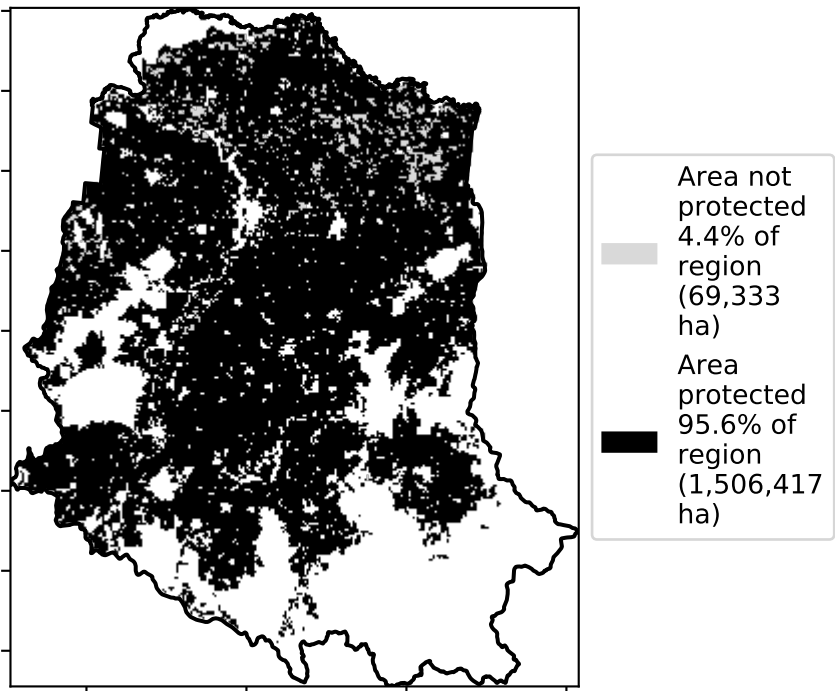 Area not
protected
4.4% of
region
(69,333
ha)
Area
protected
95.6% of
region
(1,506,417
ha)